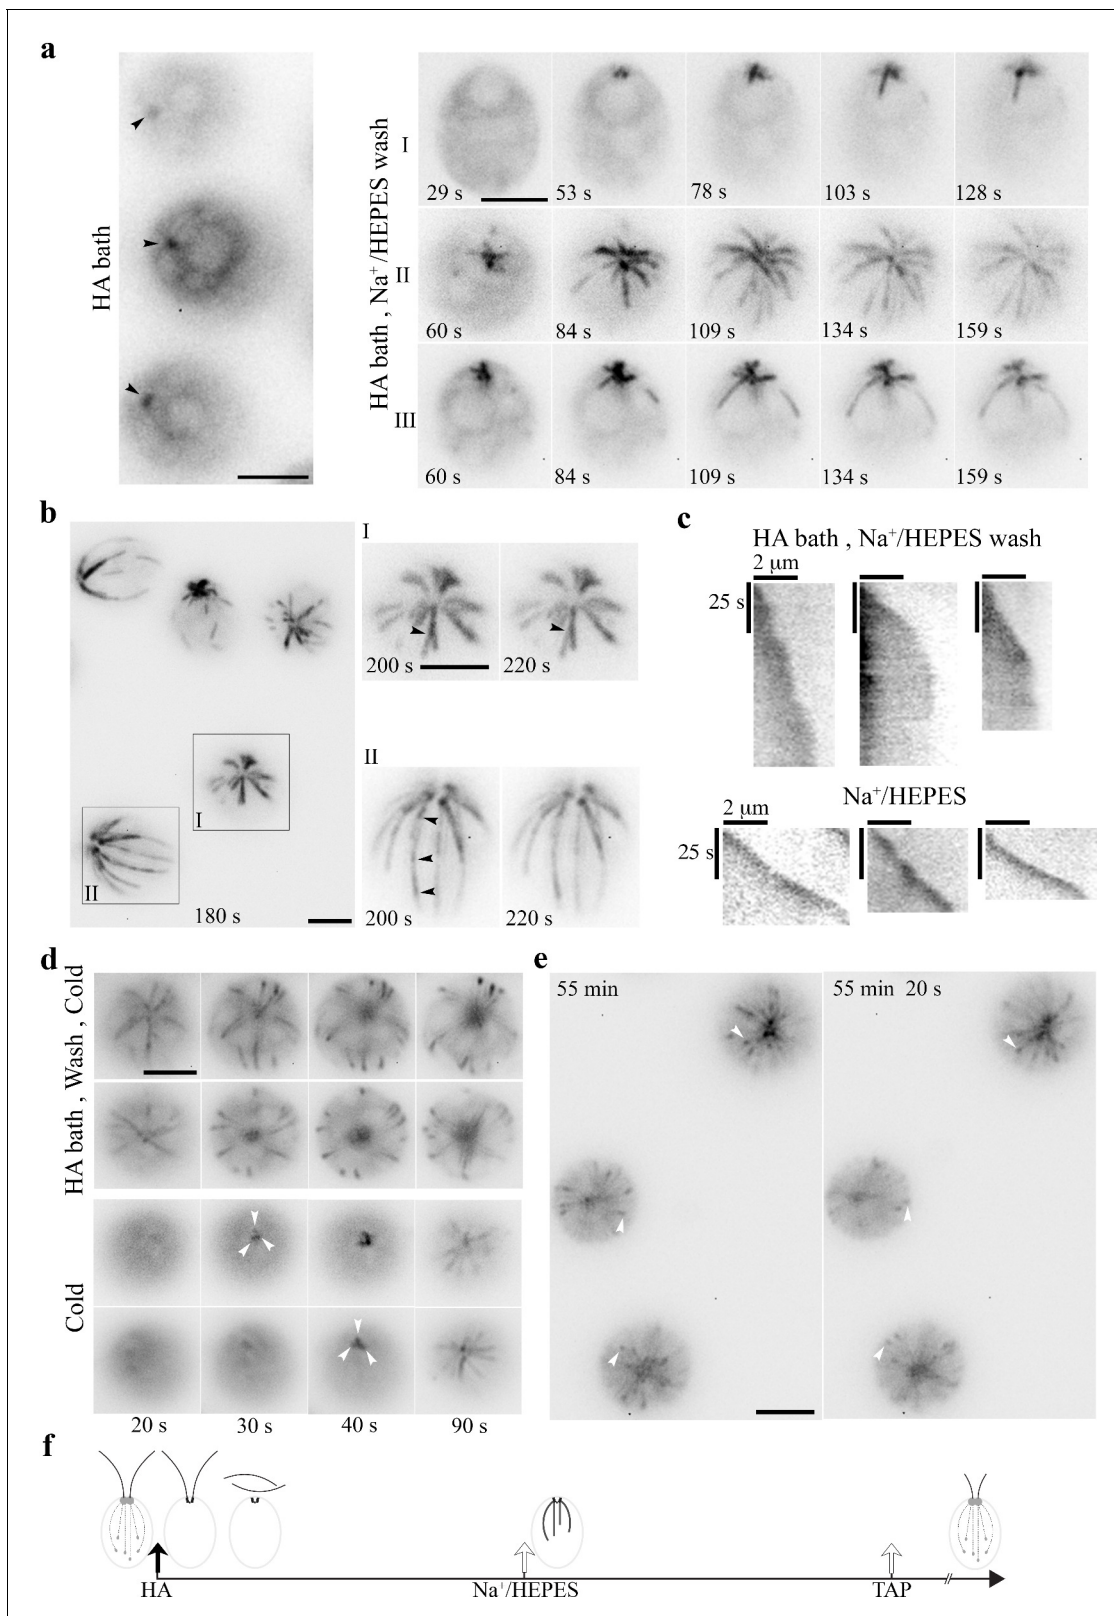 a
HA bath
HA bath , Na⁺/HEPES wash
I
29 s
53 s
78 s
103 s
128 s
II
60 s
84 s
109 s
134 s
159 s
III
60 s
84 s
109 s
134 s
159 s
b
I
II
180 s
I
200 s
220 s
II
200 s
220 s
c
HA bath , Na⁺/HEPES wash
2 μm
25 s
Na⁺/HEPES
2 μm
25 s
d
HA bath , Wash , Cold
Cold
20 s
30 s
40 s
90 s
e
55 min
55 min 20 s
f
HA
Na⁺/HEPES
TAP